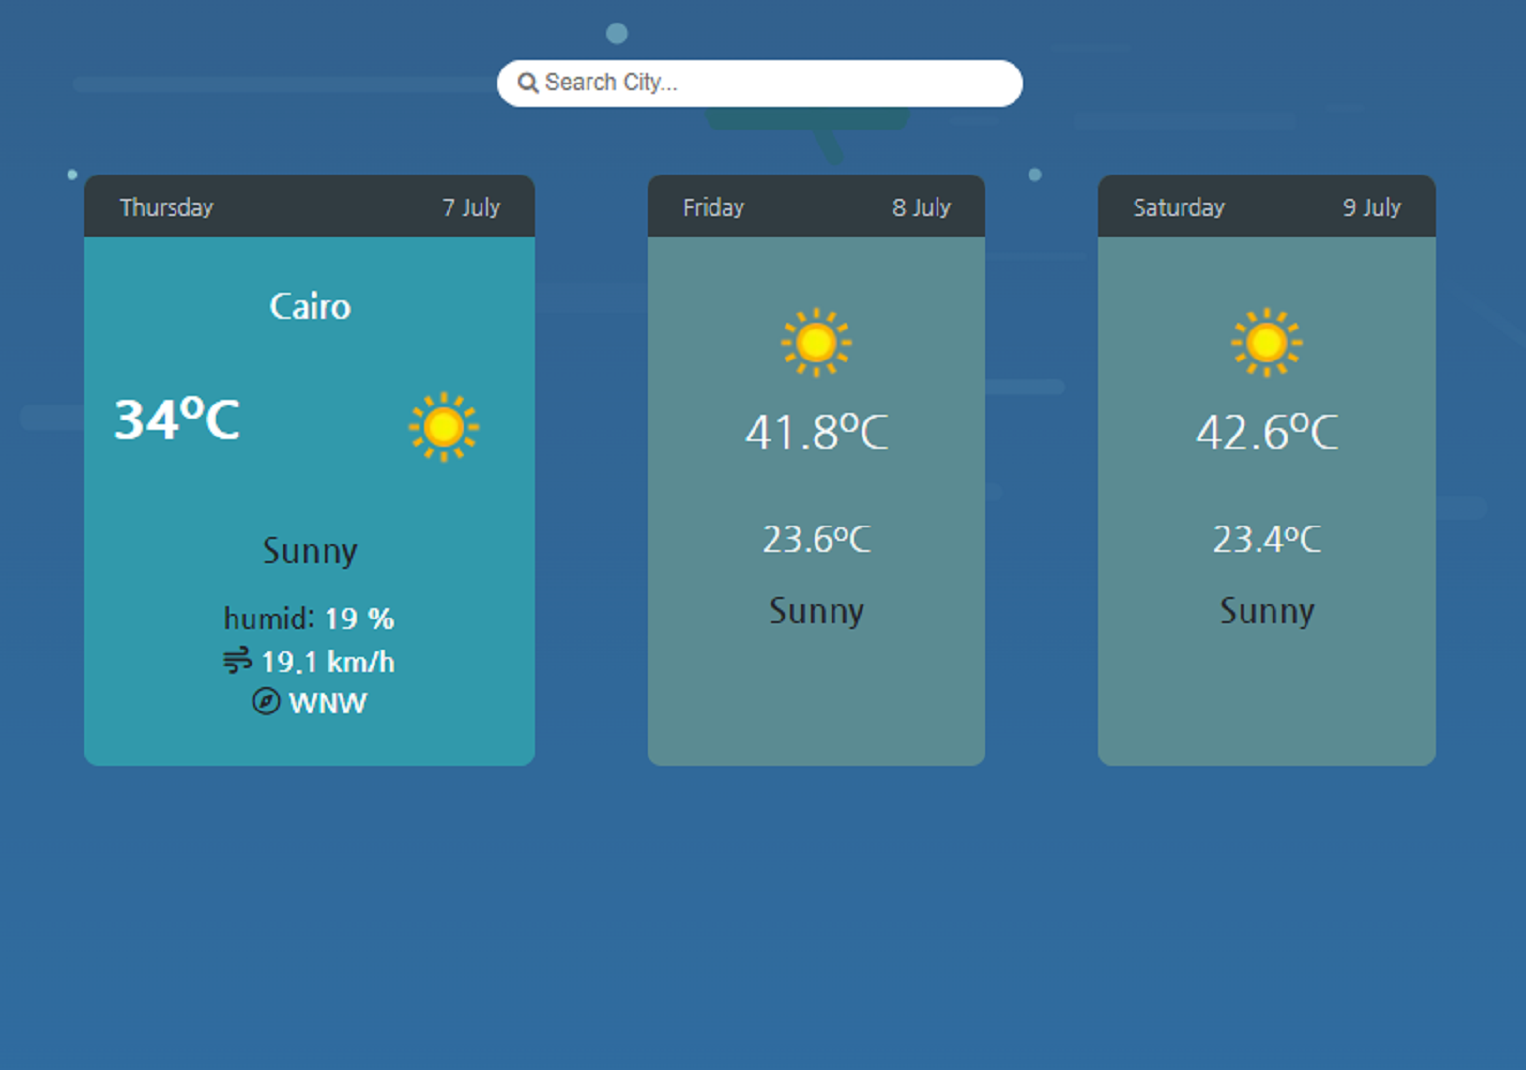 Search City...
Thursday 7 July
Cairo
34°C
Sunny
humid: 19 %
19.1 km/h
WNW
Friday 8 July
41.8°C
23.6°C
Sunny
Saturday 9 July
42.6°C
23.4°C
Sunny